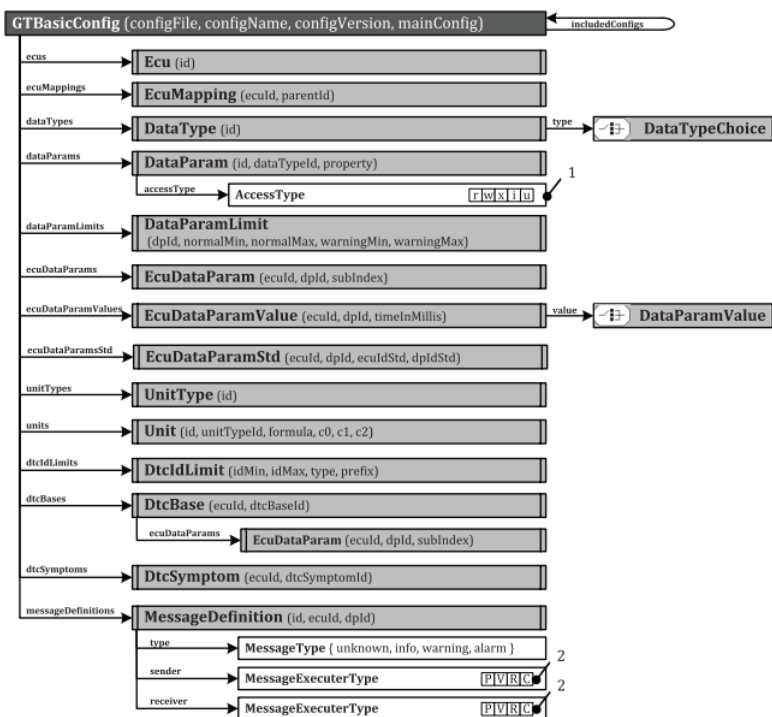 GTBasicConfig (configFile, configName, configVersion, mainConfig)
includedConfigs
ecus
Ecu (id)
ecuMappings
EcuMapping (ecuId, parentId)
dataTypes
DataType (id)
type
DataTypeChoice
dataParams
DataParam (id, dataTypeId, property)
accessType
AccessType
r w x i u
1
dataParamLimits
DataParamLimit
(dpId, normalMin, normalMax, warningMin, warningMax)
ecuDataParams
EcuDataParam (ecuId, dpId, subIndex)
ecuDataParamValues
EcuDataParamValue (ecuId, dpId, timeInMillis)
value
DataParamValue
ecuDataParamsStd
EcuDataParamStd (ecuId, dpId, ecuIdStd, dpIdStd)
unitTypes
UnitType (id)
units
Unit (id, unitTypeId, formula, c0, c1, c2)
dtcIdLimits
DtcIdLimit (idMin, idMax, type, prefix)
dtcBases
DtcBase (ecuId, dtcBaseId)
ecuDataParams
EcuDataParam (ecuId, dpId, subIndex)
dtcSymptoms
DtcSymptom (ecuId, dtcSymptomId)
messageDefinitions
MessageDefinition (id, ecuId, dpId)
type
MessageType { unknown, info, warning, alarm }
sender
MessageExecuterType
P V R C
2
receiver
MessageExecuterType
P V R C
2